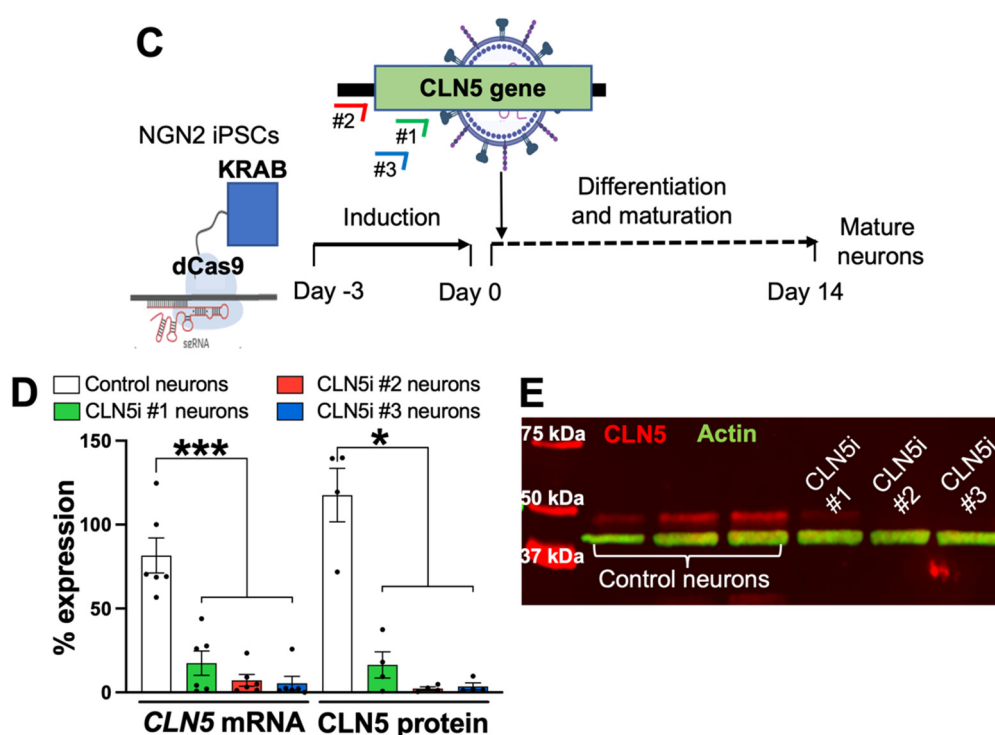 C
CLN5 gene
#2
#1
#3
NGN2 iPSCs
KRAB
dCas9
sgRNA
Induction
Differentiation
and maturation
Mature
neurons
Day -3
Day 0
Day 14
D
Control neurons
CLN5i #1 neurons
CLN5i #2 neurons
CLN5i #3 neurons
% expression
150
100
50
0
***
*
CLN5 mRNA
CLN5 protein
E
75 kDa
50 kDa
37 kDa
CLN5
Actin
CLN5i
#1
CLN5i
#2
CLN5i
#3
Control neurons